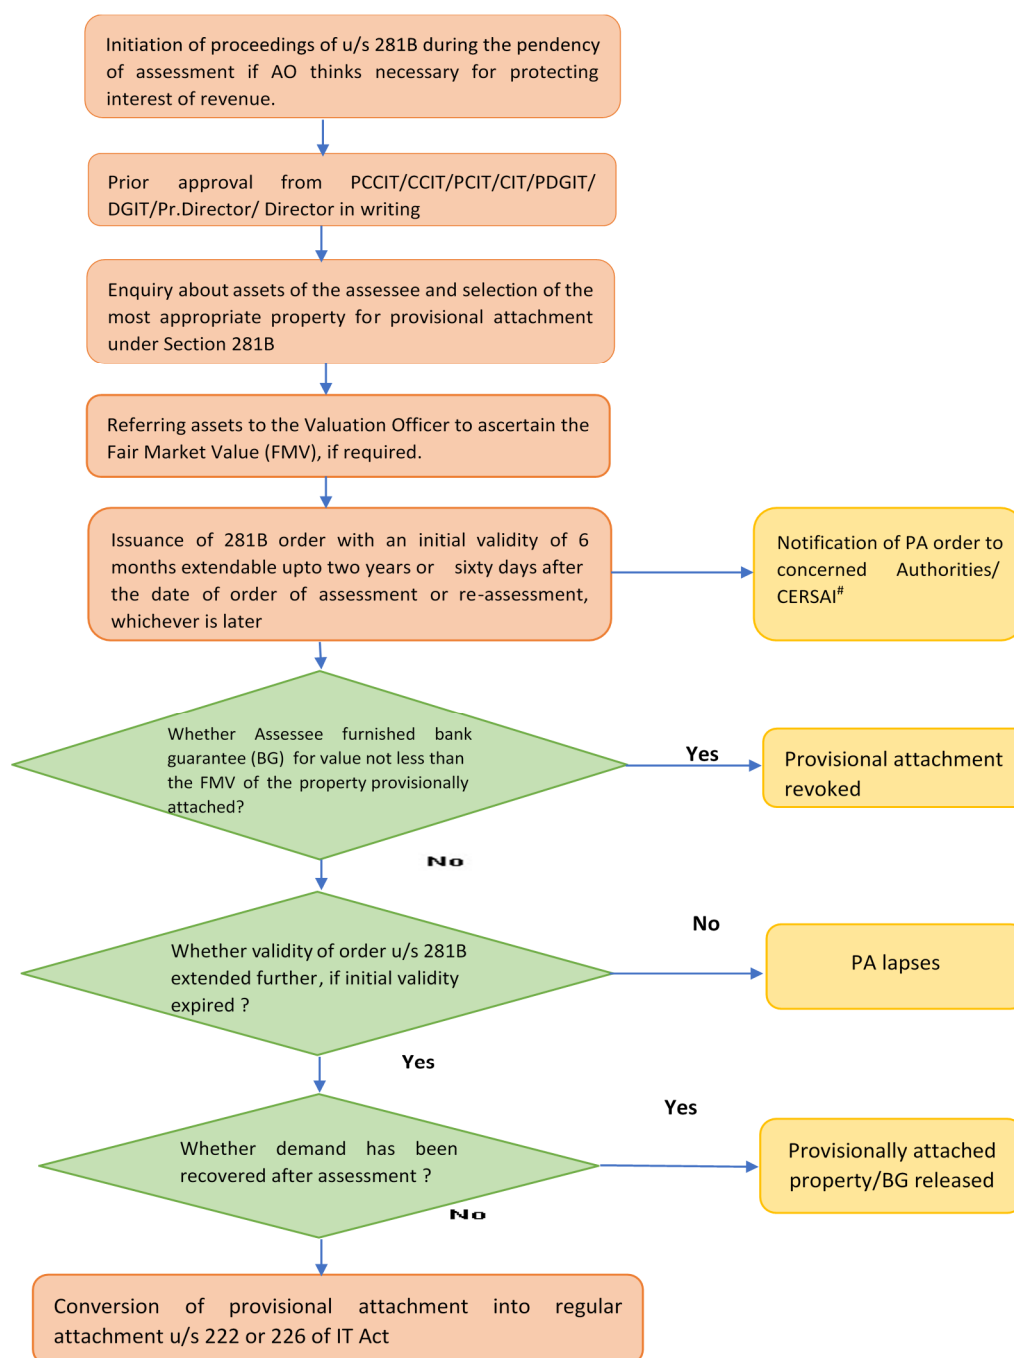 Initiation of proceedings of u/s 281B during the pendency
of assessment if AO thinks necessary for protecting
interest of revenue.
Prior approval from PCCIT/CCIT/PCIT/CIT/PDGIT/
DGIT/Pr.Director/ Director in writing
Enquiry about assets of the assessee and selection of the
most appropriate property for provisional attachment
under Section 281B
Referring assets to the Valuation Officer to ascertain the
Fair Market Value (FMV), if required.
Issuance of 281B order with an initial validity of 6
months extendable upto two years or sixty days after
the date of order of assessment or re-assessment,
whichever is later
Notification of PA order to
concerned Authorities/
CERSAI#
Whether Assessee furnished bank
guarantee (BG) for value not less than
the FMV of the property provisionally
attached?
Yes
Provisional attachment
revoked
No
Whether validity of order u/s 281B
extended further, if initial validity
expired ?
No
PA lapses
Yes
Whether demand has been
recovered after assessment ?
Yes
Provisionally attached
property/BG released
No
Conversion of provisional attachment into regular
attachment u/s 222 or 226 of IT Act